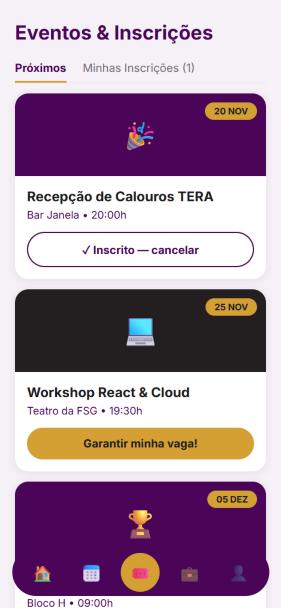 Eventos & Inscrições
Próximos
Minhas Inscrições (1)
20 NOV
Recepção de Calouros TERA
Bar Janela • 20:00h
✓ Inscrito — cancelar
25 NOV
Workshop React & Cloud
Teatro da FSG • 19:30h
Garantir minha vaga!
05 DEZ
Bloco H • 09:00h